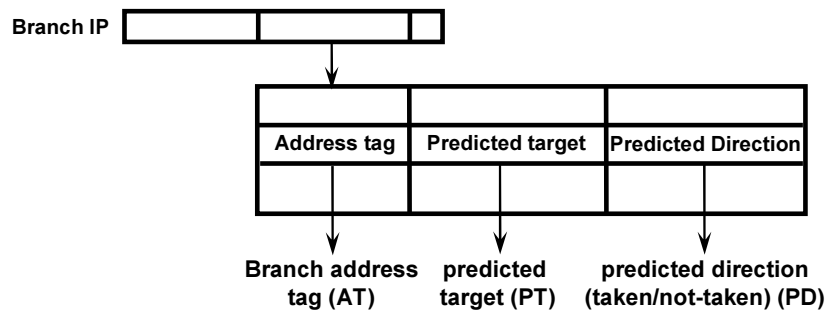 Branch IP
Address tag Predicted target Predicted Direction
Branch address tag (AT)
predicted target (PT)
predicted direction (taken/not-taken) (PD)